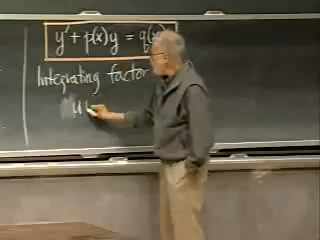 y' + p(x)y = q(x)
Integrating factor
u